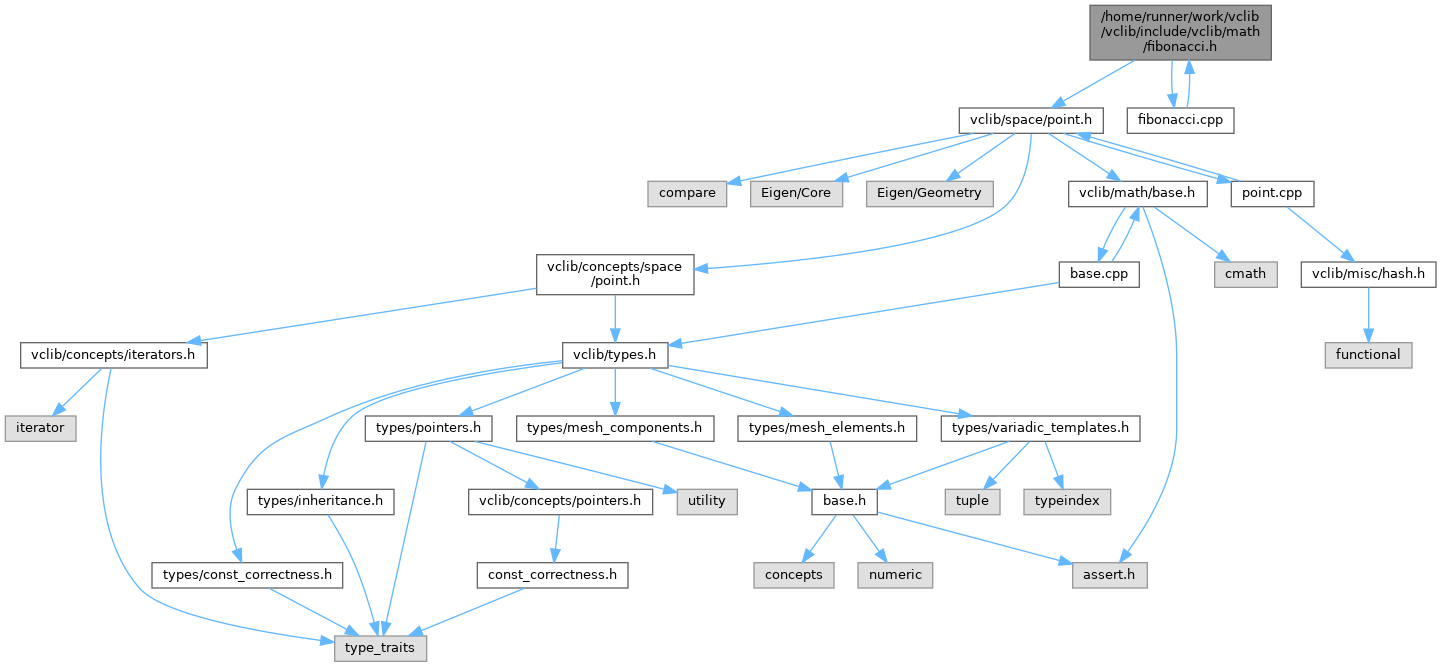 /home/runner/work/vclib
/vclib/include/vclib/math
/fibonacci.h
vclib/space/point.h
fibonacci.cpp
compare
Eigen/Core
Eigen/Geometry
vclib/math/base.h
point.cpp
vclib/concepts/space
/point.h
base.cpp
cmath
vclib/misc/hash.h
vclib/concepts/iterators.h
vclib/types.h
functional
iterator
types/pointers.h
types/mesh_components.h
types/mesh_elements.h
types/variadic_templates.h
types/inheritance.h
vclib/concepts/pointers.h
utility
base.h
tuple
typeindex
types/const_correctness.h
const_correctness.h
concepts
numeric
assert.h
type_traits